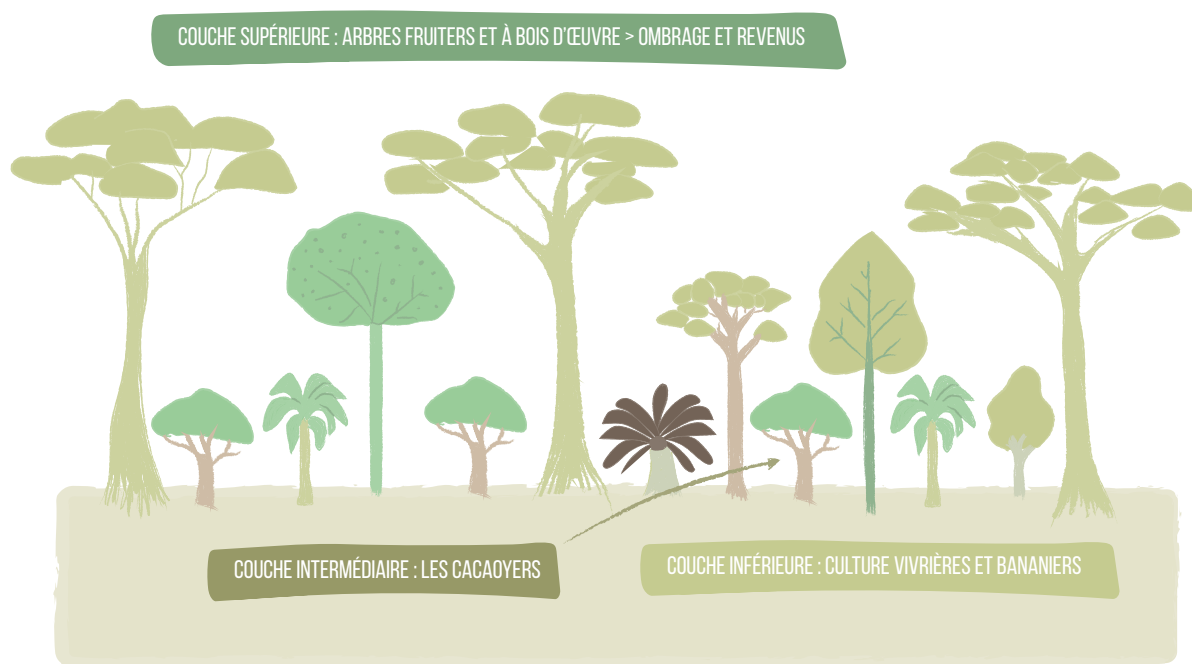 COUCHE SUPÉRIEURE : ARBRES FRUITERS ET À BOIS D'ŒUVRE > OMBRAGE ET REVENUS
COUCHE INTERMÉDIAIRE : LES CACAOYERS
COUCHE INFÉRIEURE : CULTURE VIVRIÈRES ET BANANIERS